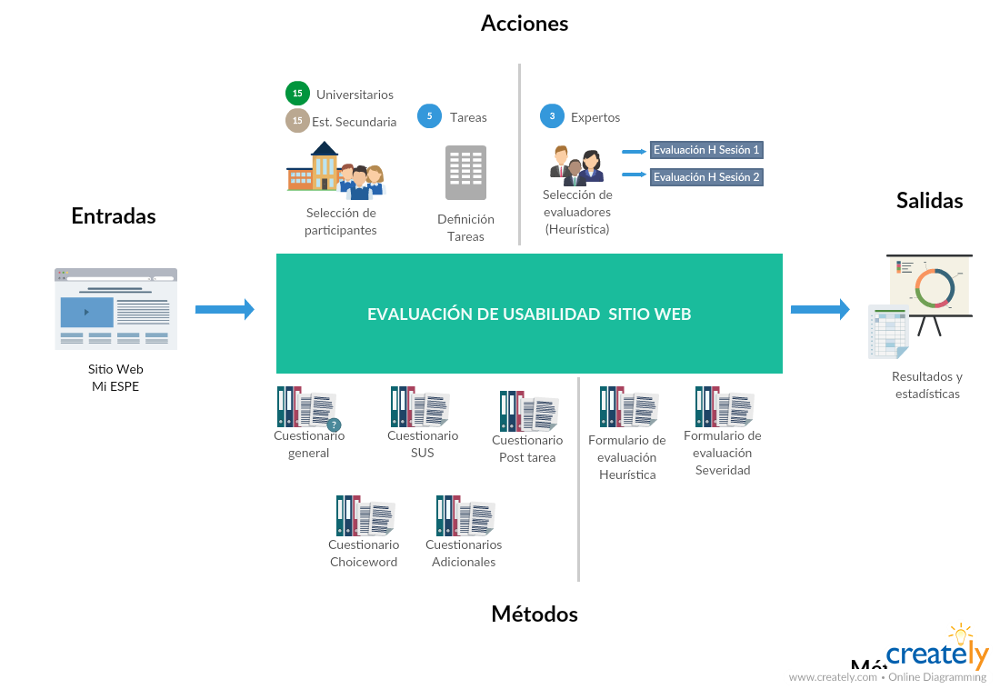 Acciones
15 Universitarios
15 Est. Secundaria
5 Tareas
3 Expertos
Evaluación H Sesión 1
Evaluación H Sesión 2
Selección de
participantes
Definición
Tareas
Selección de
evaluadores
(Heurística)
Entradas
Sitio Web
Mi ESPE
EVALUACIÓN DE USABILIDAD SITIO WEB
Salidas
Resultados y
estadísticas
?
Cuestionario
general
Cuestionario
SUS
Cuestionario
Post tarea
Formulario de
evaluación
Heurística
Formulario de
evaluación
Severidad
Cuestionario
Choiceword
Cuestionarios
Adicionales
Métodos
Mét
creately
www.creately.com • Online Diagramming